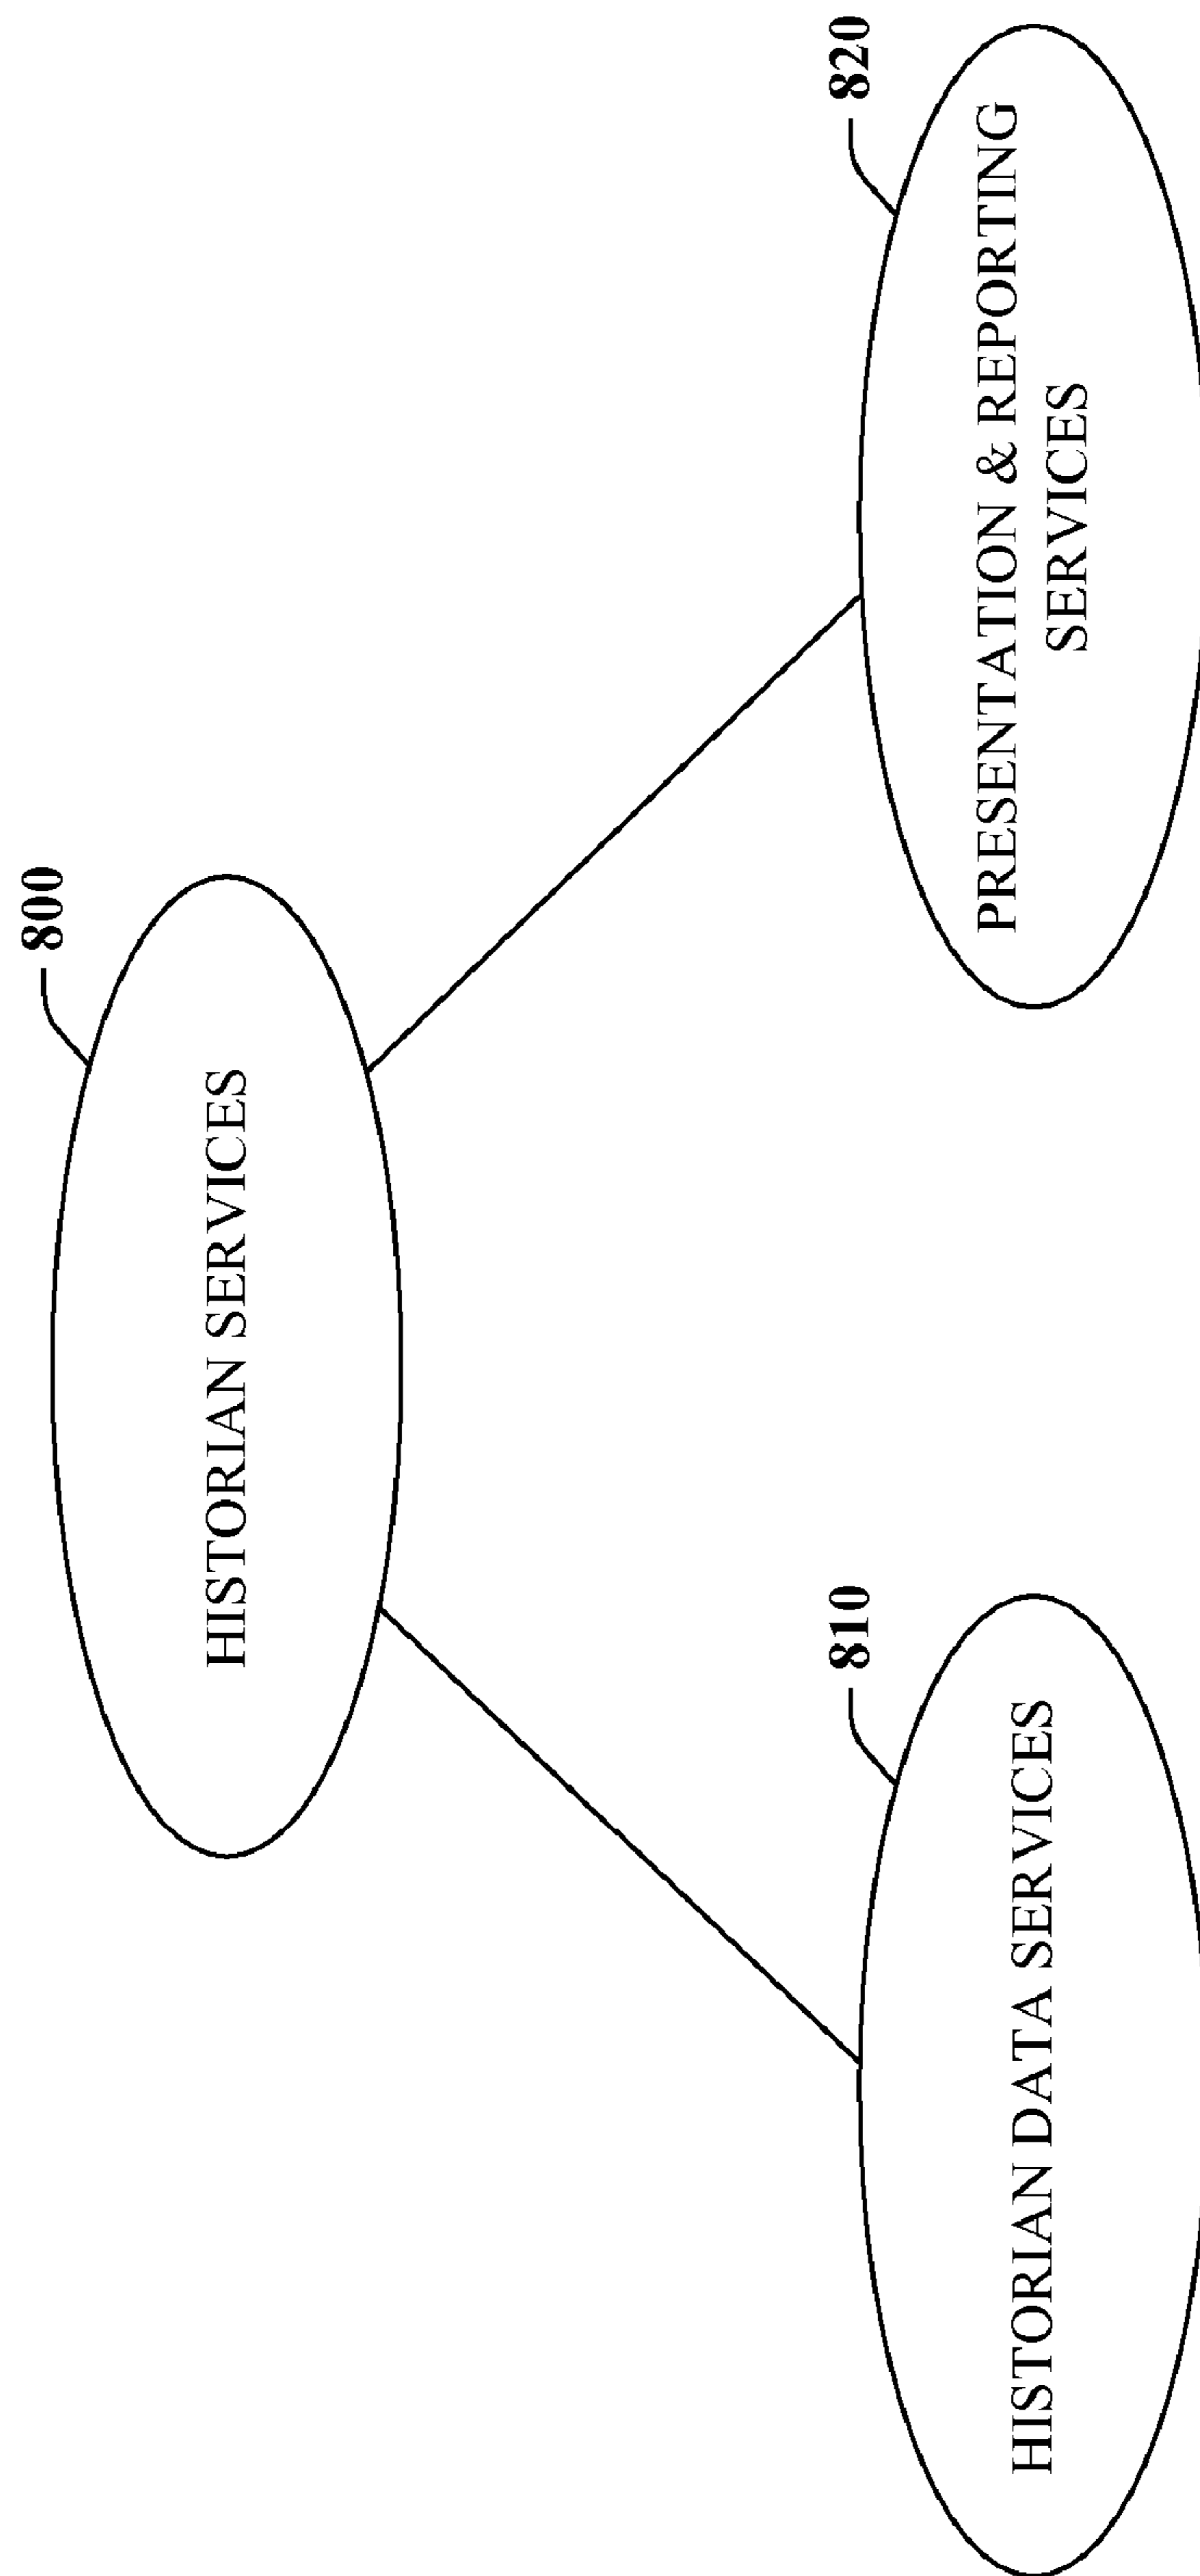 800
HISTORIAN SERVICES
810
HISTORIAN DATA SERVICES
820
PRESENTATION & REPORTING
SERVICES